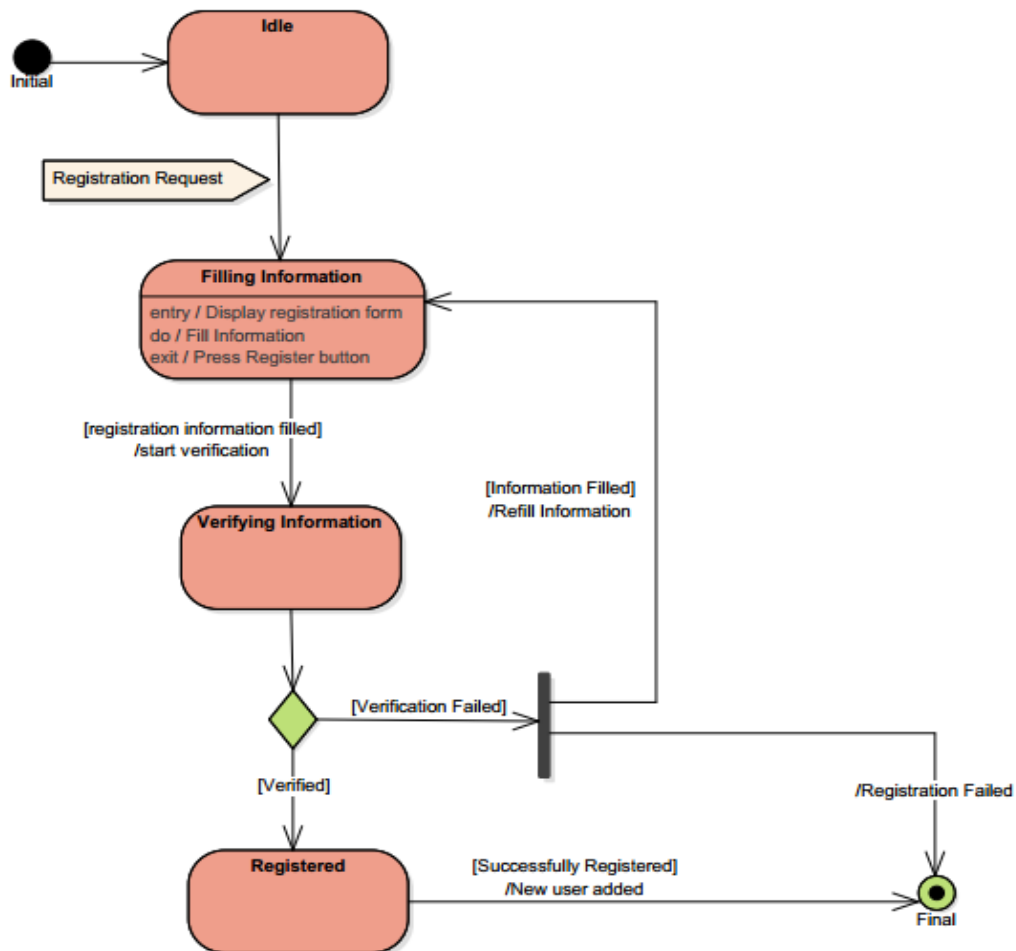 Idle
Initial
Registration Request
Filling Information
entry / Display registration form
do / Fill Information
exit / Press Register button
[registration information filled]
/start verification
[Information Filled]
/Refill Information
Verifying Information
[Verification Failed]
[Verified]
/Registration Failed
Registered
[Successfully Registered]
/New user added
Final